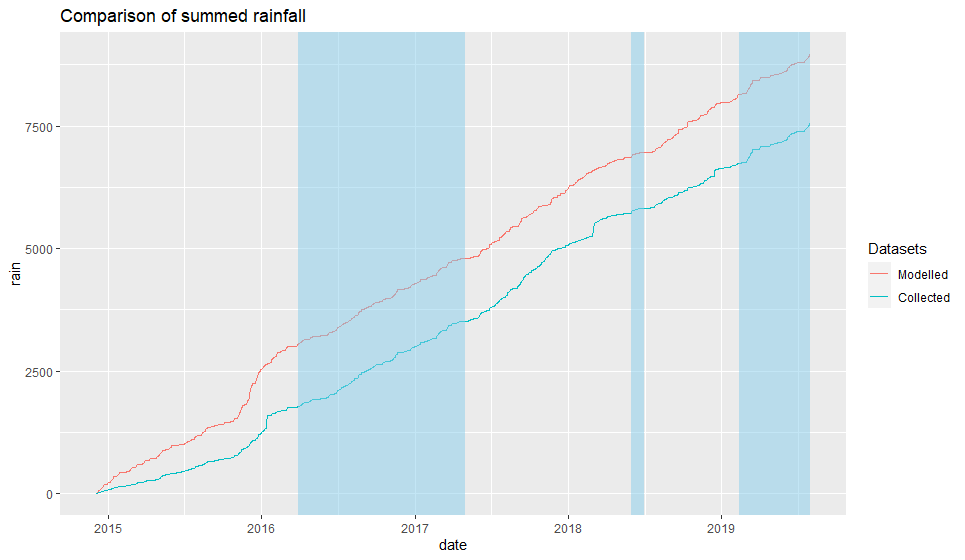 Comparison of summed rainfall
7500
5000
2500
0
rain
2015 2016 2017 2018 2019
date
Datasets
Modelled
Collected